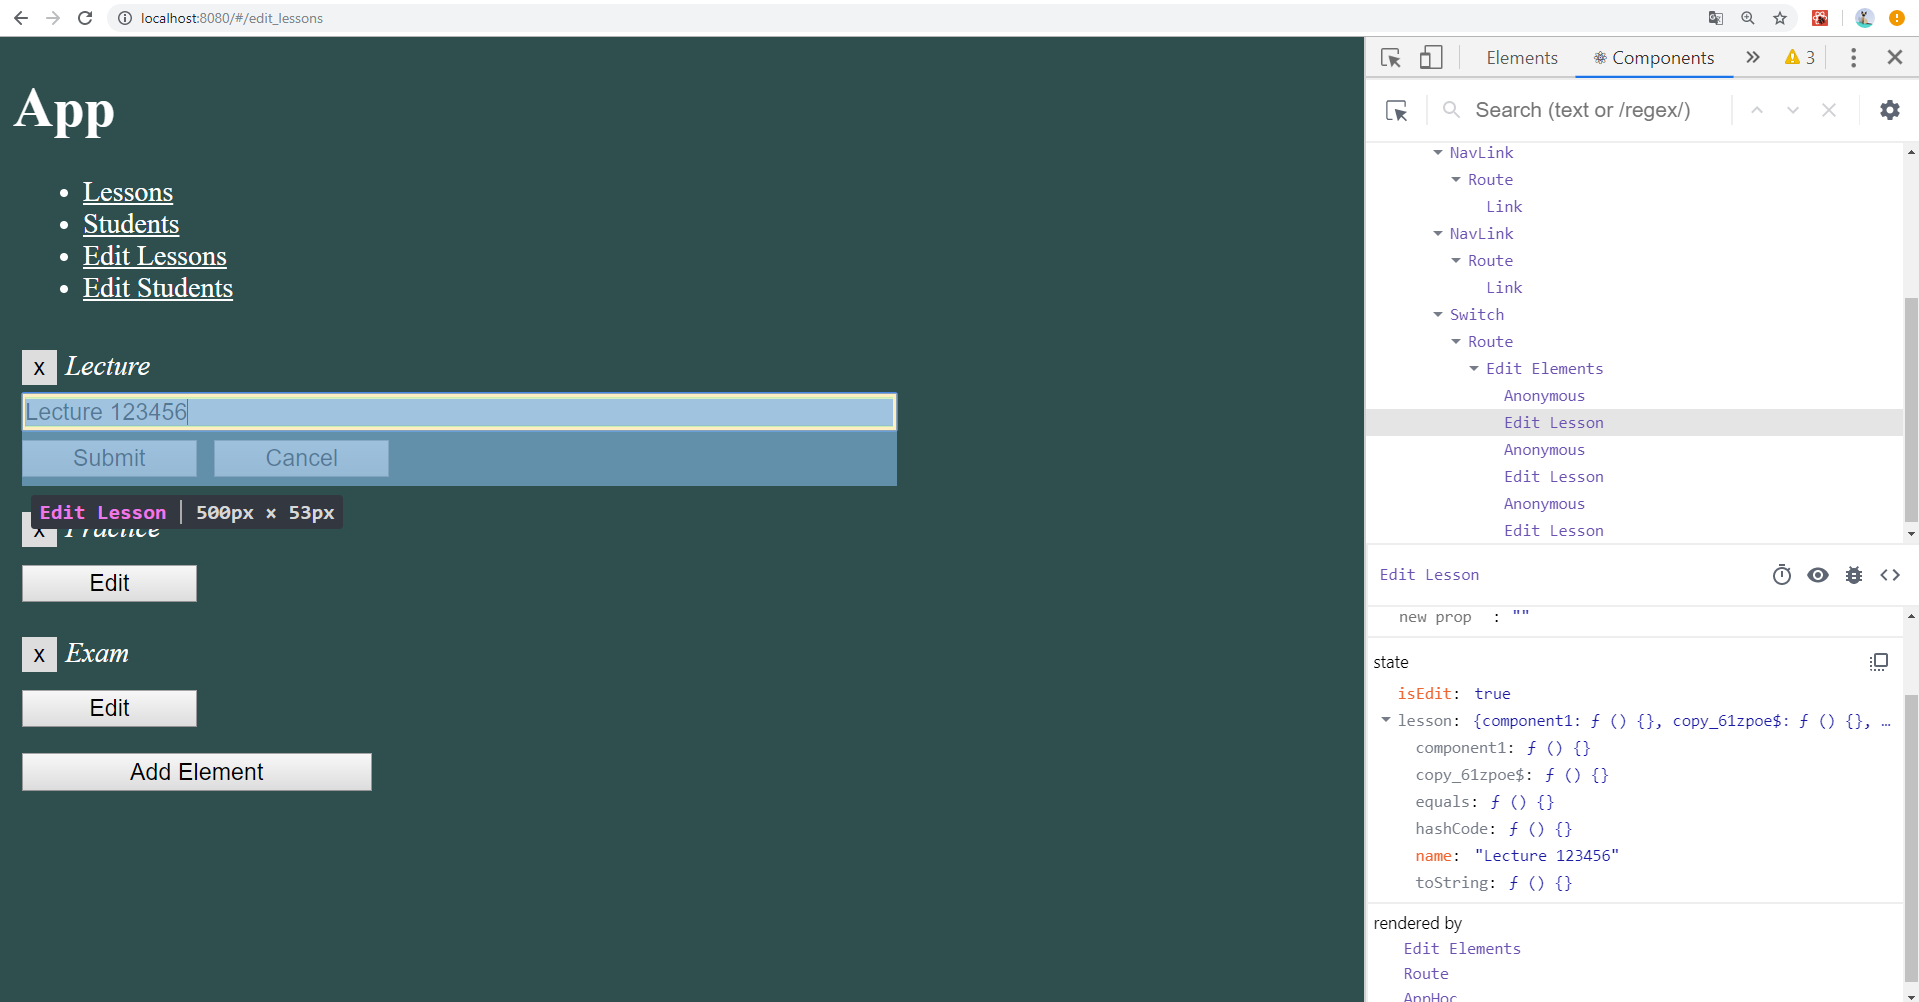 localhost:8080/#/edit_lessons
App
Lessons
Students
Edit Lessons
Edit Students
x Lecture
Lecture 123456
Submit Cancel
Edit Lesson | 500px × 53px
x Practice
Edit
x Exam
Edit
Add Element
Elements Components 3
Search (text or /regex/)
NavLink
Route
Link
NavLink
Route
Link
Switch
Route
Edit Elements
Anonymous
Edit Lesson
Anonymous
Edit Lesson
Anonymous
Edit Lesson
Edit Lesson
new prop : ""
state
isEdit: true
lesson: {component1: ƒ () {}, copy_61zpoe$: ƒ () {}, …
component1: ƒ () {}
copy_61zpoe$: ƒ () {}
equals: ƒ () {}
hashCode: ƒ () {}
name: "Lecture 123456"
toString: ƒ () {}
rendered by
Edit Elements
Route
AppHoc